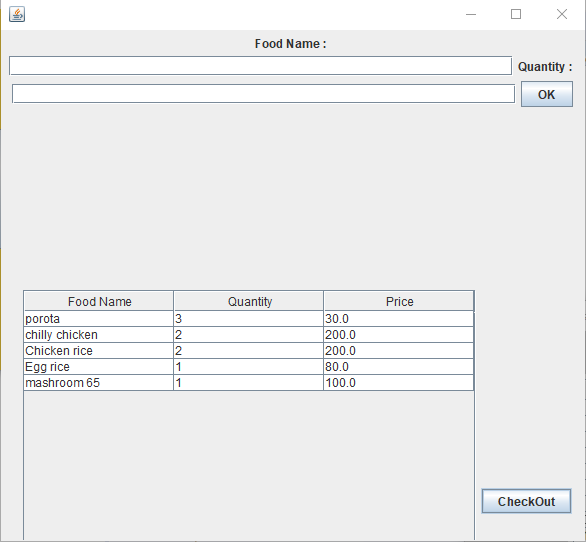 Food Name :
Quantity :
OK
Food Name Quantity Price
porota 3 30.0
chilly chicken 2 200.0
Chicken rice 2 200.0
Egg rice 1 80.0
mashroom 65 1 100.0
CheckOut